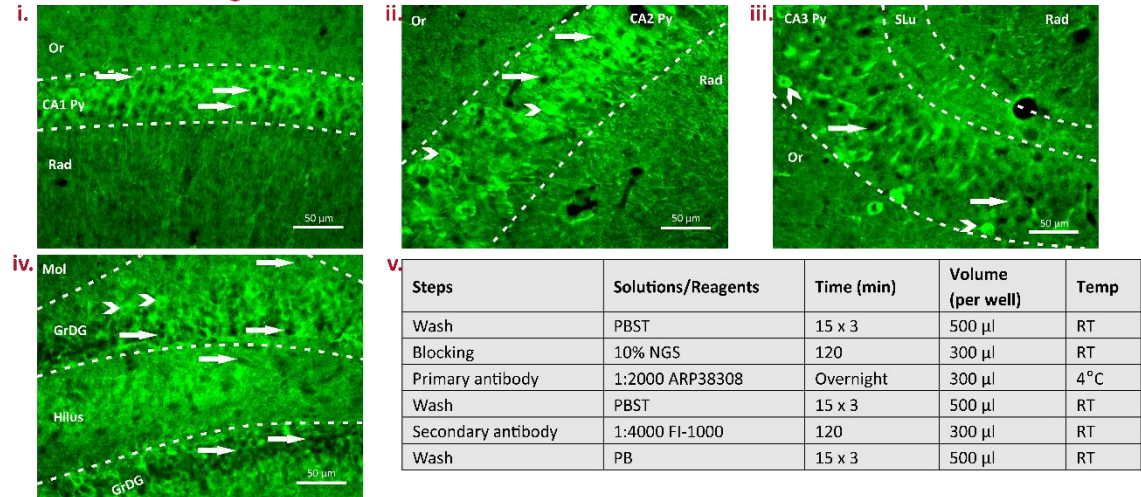 i.
Or
CA1 Py
Rad
50 µm
ii.
Or
CA2 Py
Rad
50 µm
iii.
CA3 Py
SLu
Rad
Or
50 µm
iv.
Mol
GrDG
Hilus
GrDG
50 µm
v.
Steps Solutions/Reagents Time (min) Volume (per well) Temp
Wash PBST 15 x 3 500 µl RT
Blocking 10% NGS 120 300 µl RT
Primary antibody 1:2000 ARP38308 Overnight 300 µl 4°C
Wash PBST 15 x 3 500 µl RT
Secondary antibody 1:4000 FI-1000 120 300 µl RT
Wash PB 15 x 3 500 µl RT